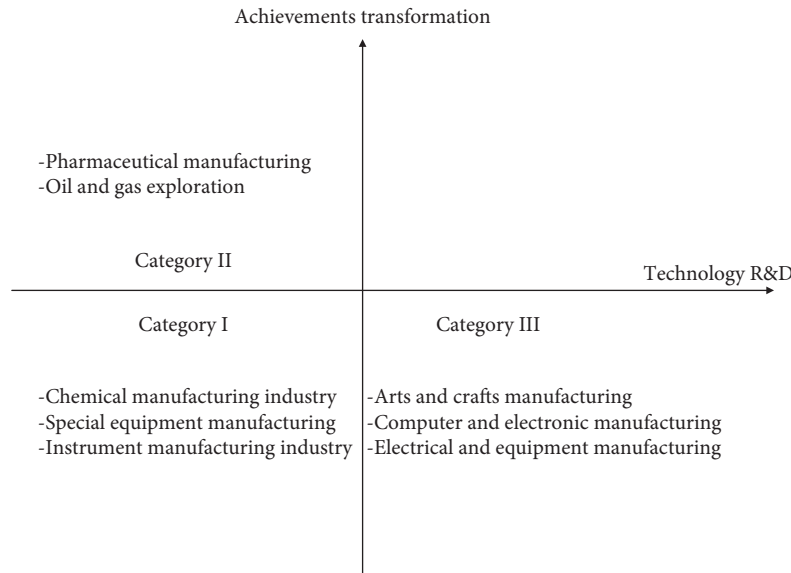 Achievements transformation
-Pharmaceutical manufacturing
-Oil and gas exploration
Category II
Technology R&D
Category I
Category III
-Chemical manufacturing industry
-Special equipment manufacturing
-Instrument manufacturing industry
-Arts and crafts manufacturing
-Computer and electronic manufacturing
-Electrical and equipment manufacturing